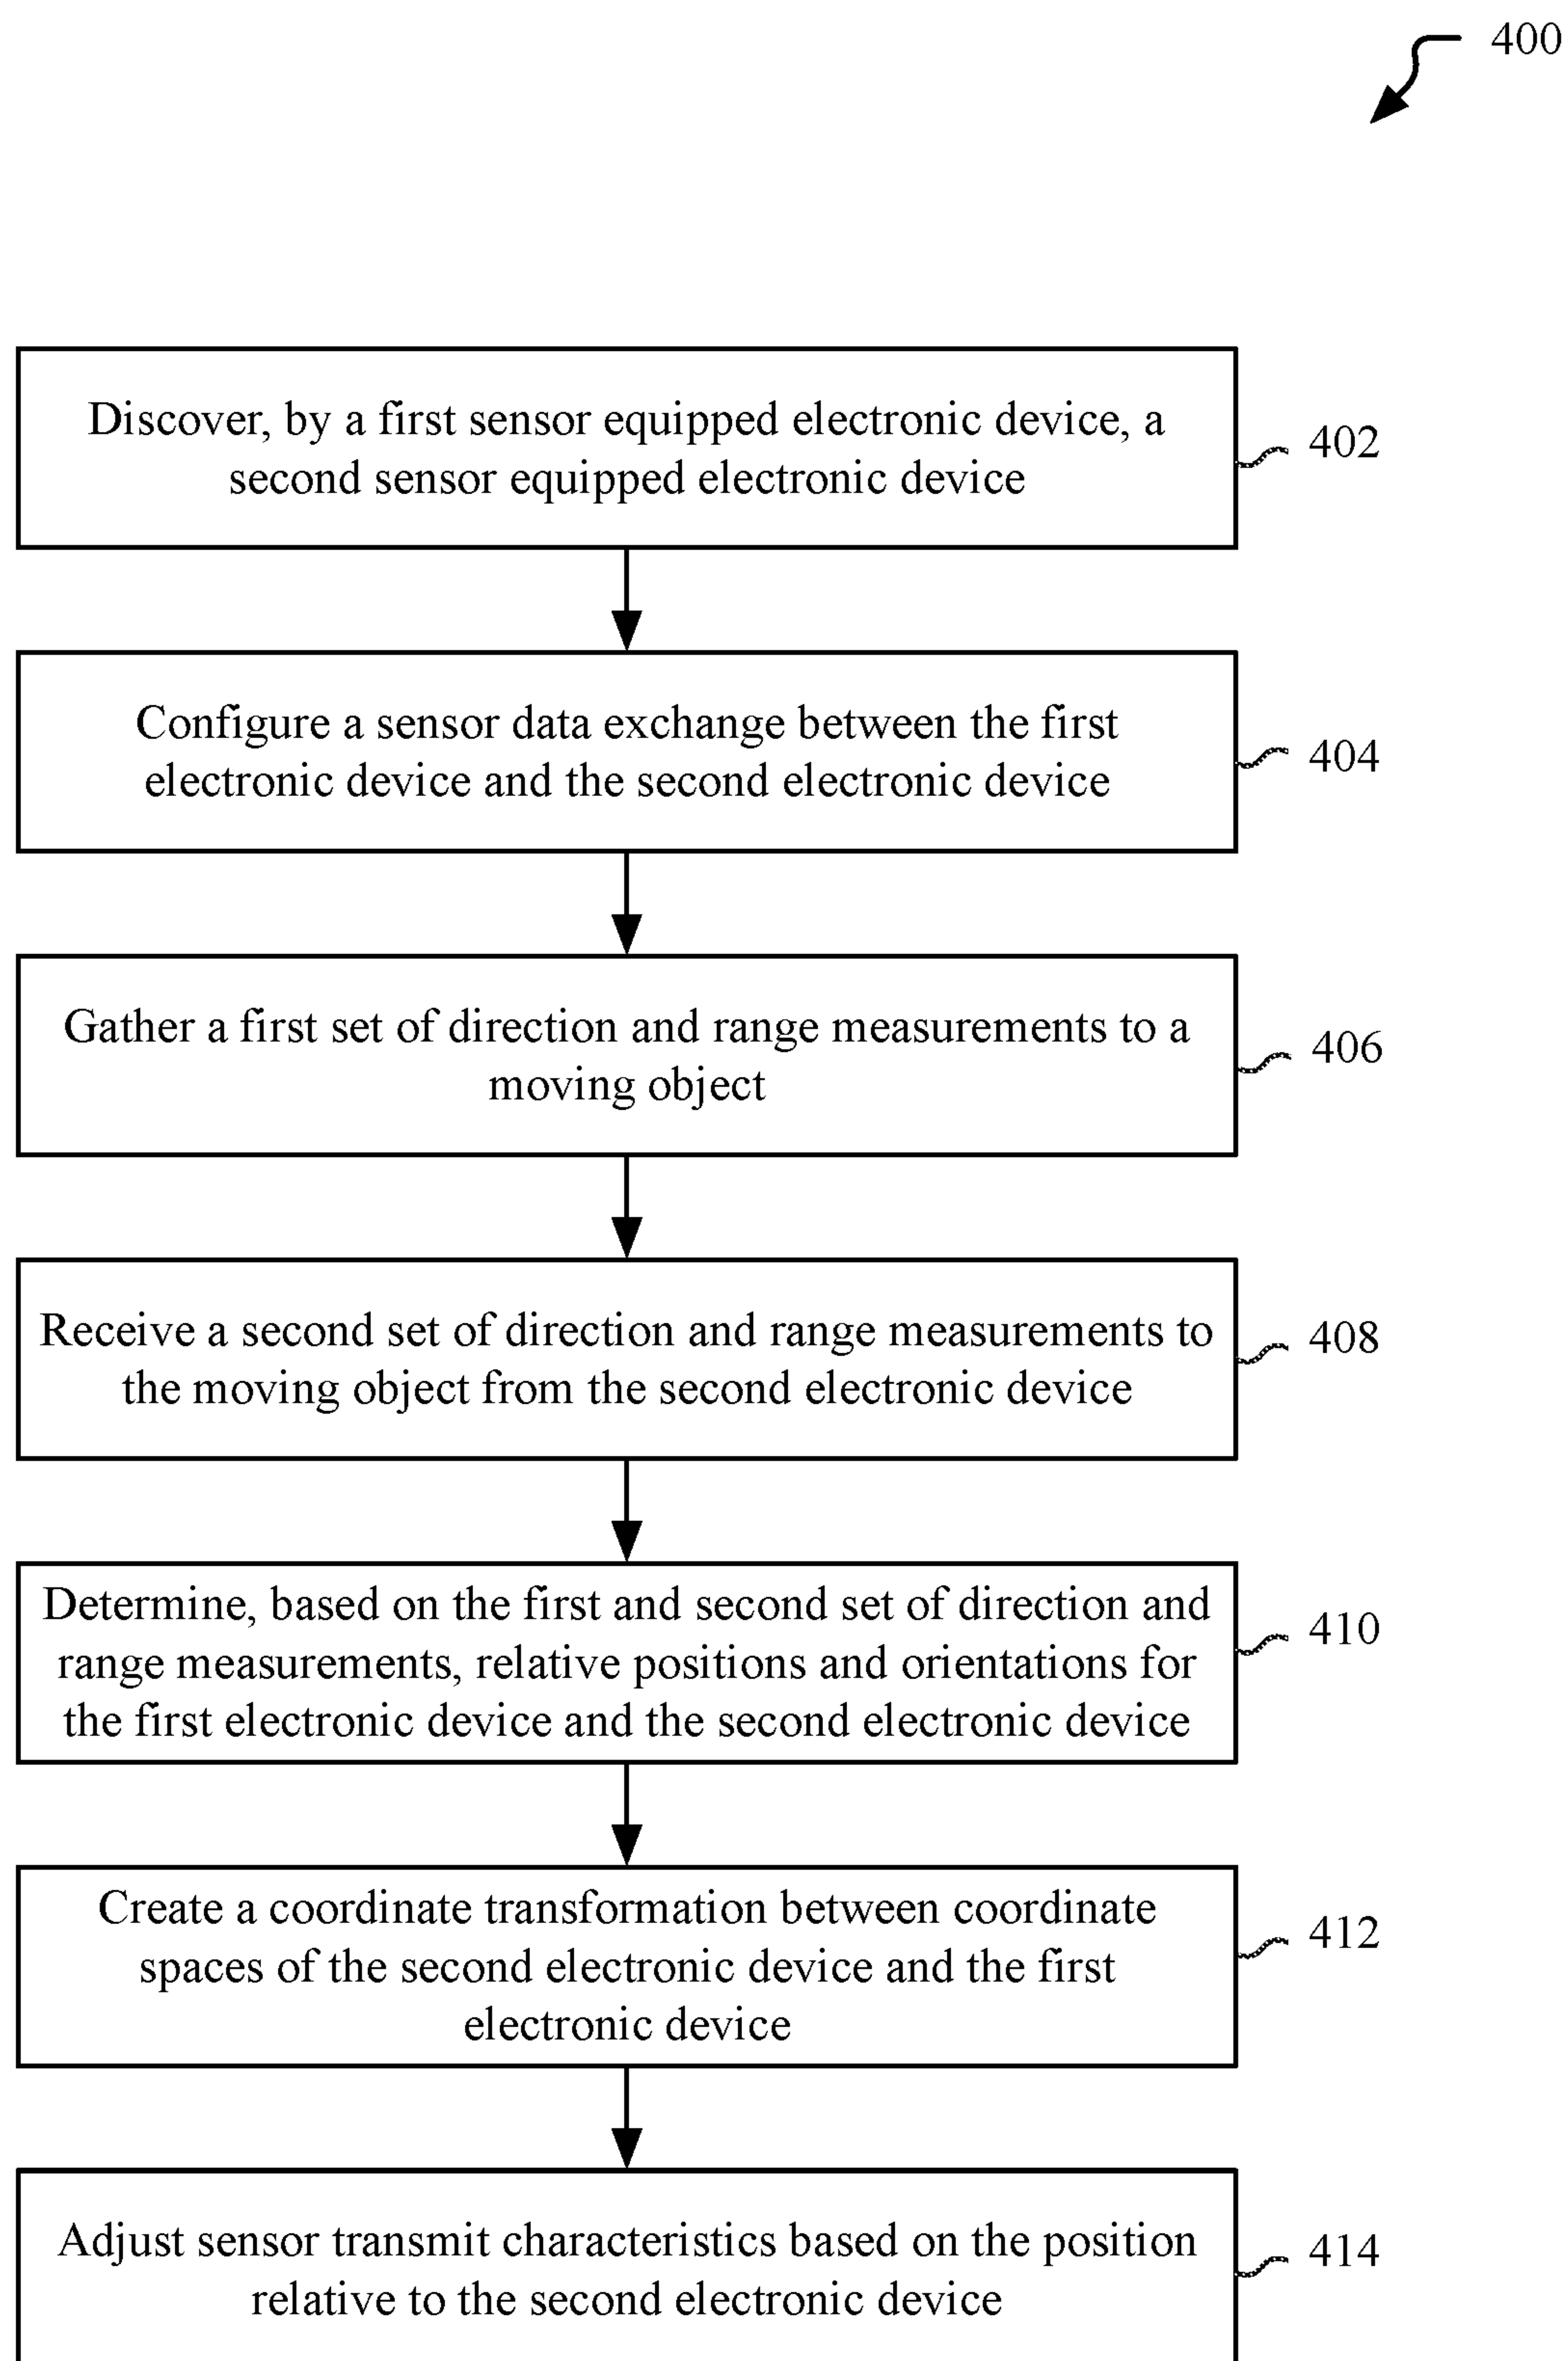 400
Discover, by a first sensor equipped electronic device, a
second sensor equipped electronic device
402
Configure a sensor data exchange between the first
electronic device and the second electronic device
404
Gather a first set of direction and range measurements to a
moving object
406
Receive a second set of direction and range measurements to
the moving object from the second electronic device
408
Determine, based on the first and second set of direction and
range measurements, relative positions and orientations for
the first electronic device and the second electronic device
410
Create a coordinate transformation between coordinate
spaces of the second electronic device and the first
electronic device
412
Adjust sensor transmit characteristics based on the position
relative to the second electronic device
414